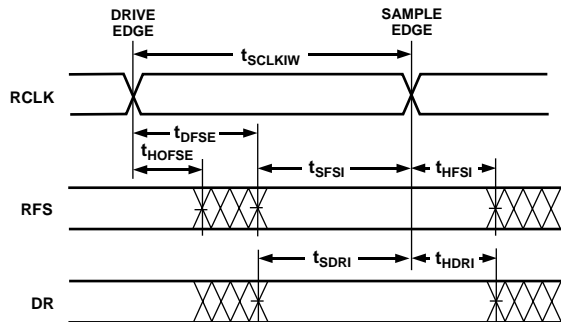 DRIVE
EDGE
SAMPLE
EDGE
tSCLKIW
RCLK
tDFSE
tHOFSE
tSFSI
tHFSI
RFS
tSDRI
tHDRI
DR